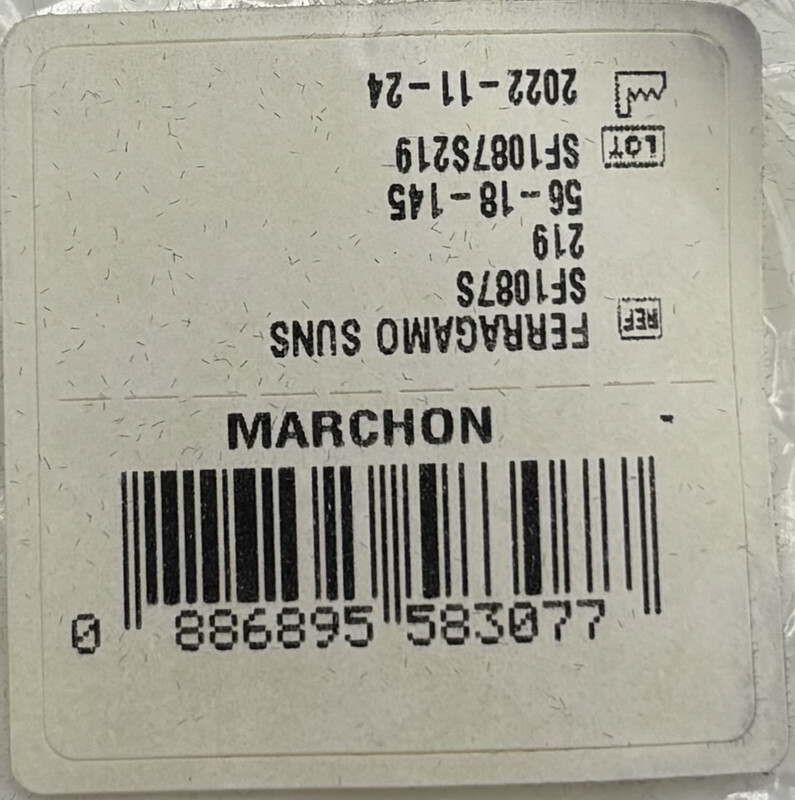 REF FERRAGAMO SUNS
SF1087S
219
56-18-145
LOT SF1087S219
2022-11-24
MARCHON
0 886895 583077